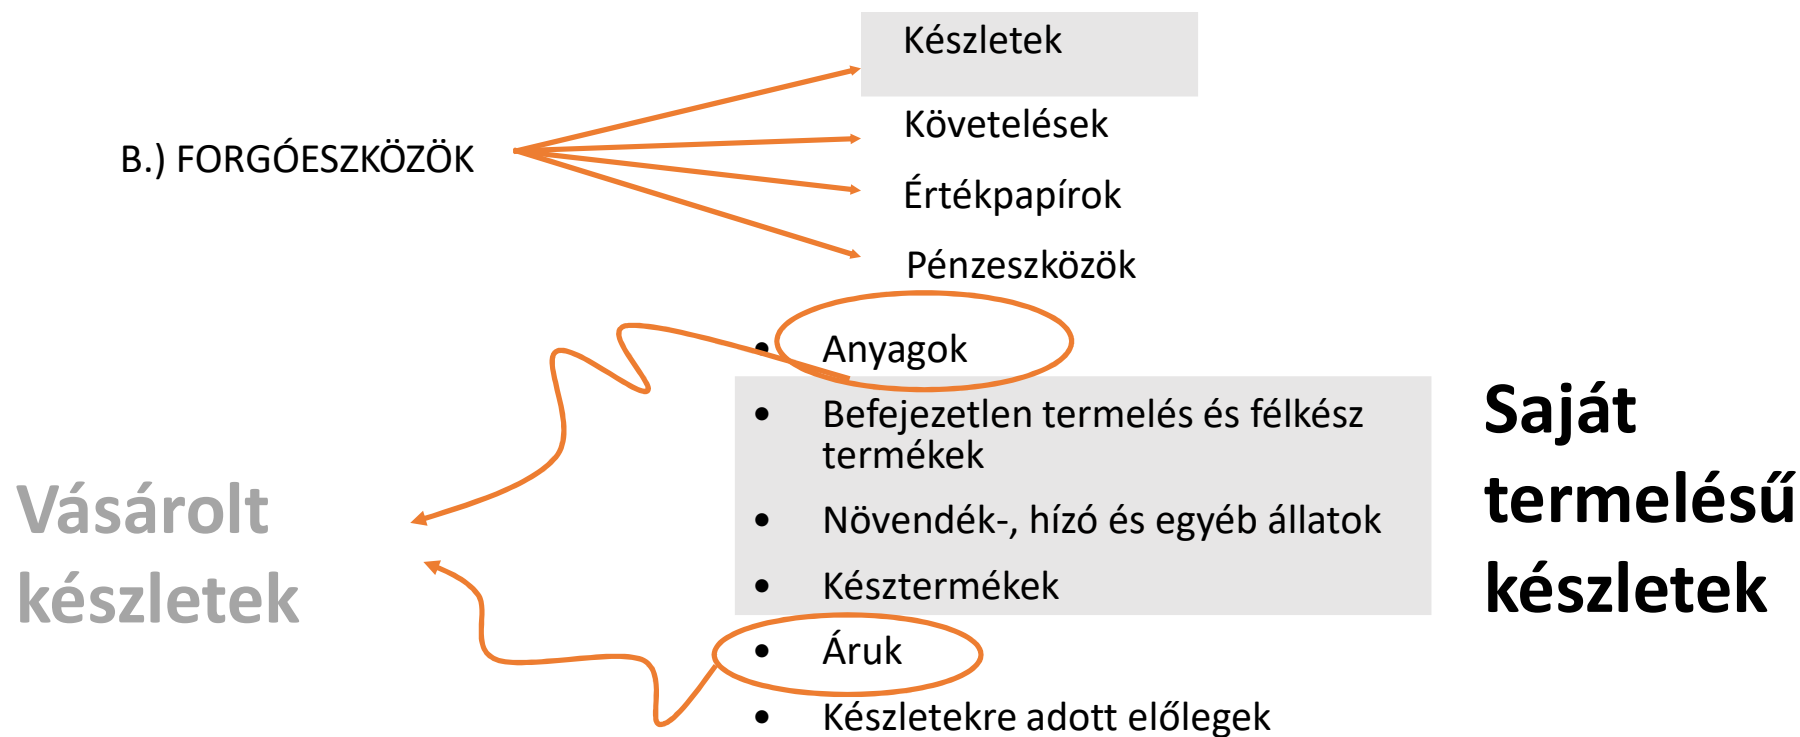 Készletek
B.) FORGÓESZKÖZÖK
Követelések
Értékpapírok
Pénzeszközök
• Anyagok
• Befejezetlen termelés és félkész
termékek
• Növendék-, hízó és egyéb állatok
• Késztermékek
• Áruk
• Készletekre adott előlegek
Vásárolt
készletek
Saját
termelésű
készletek